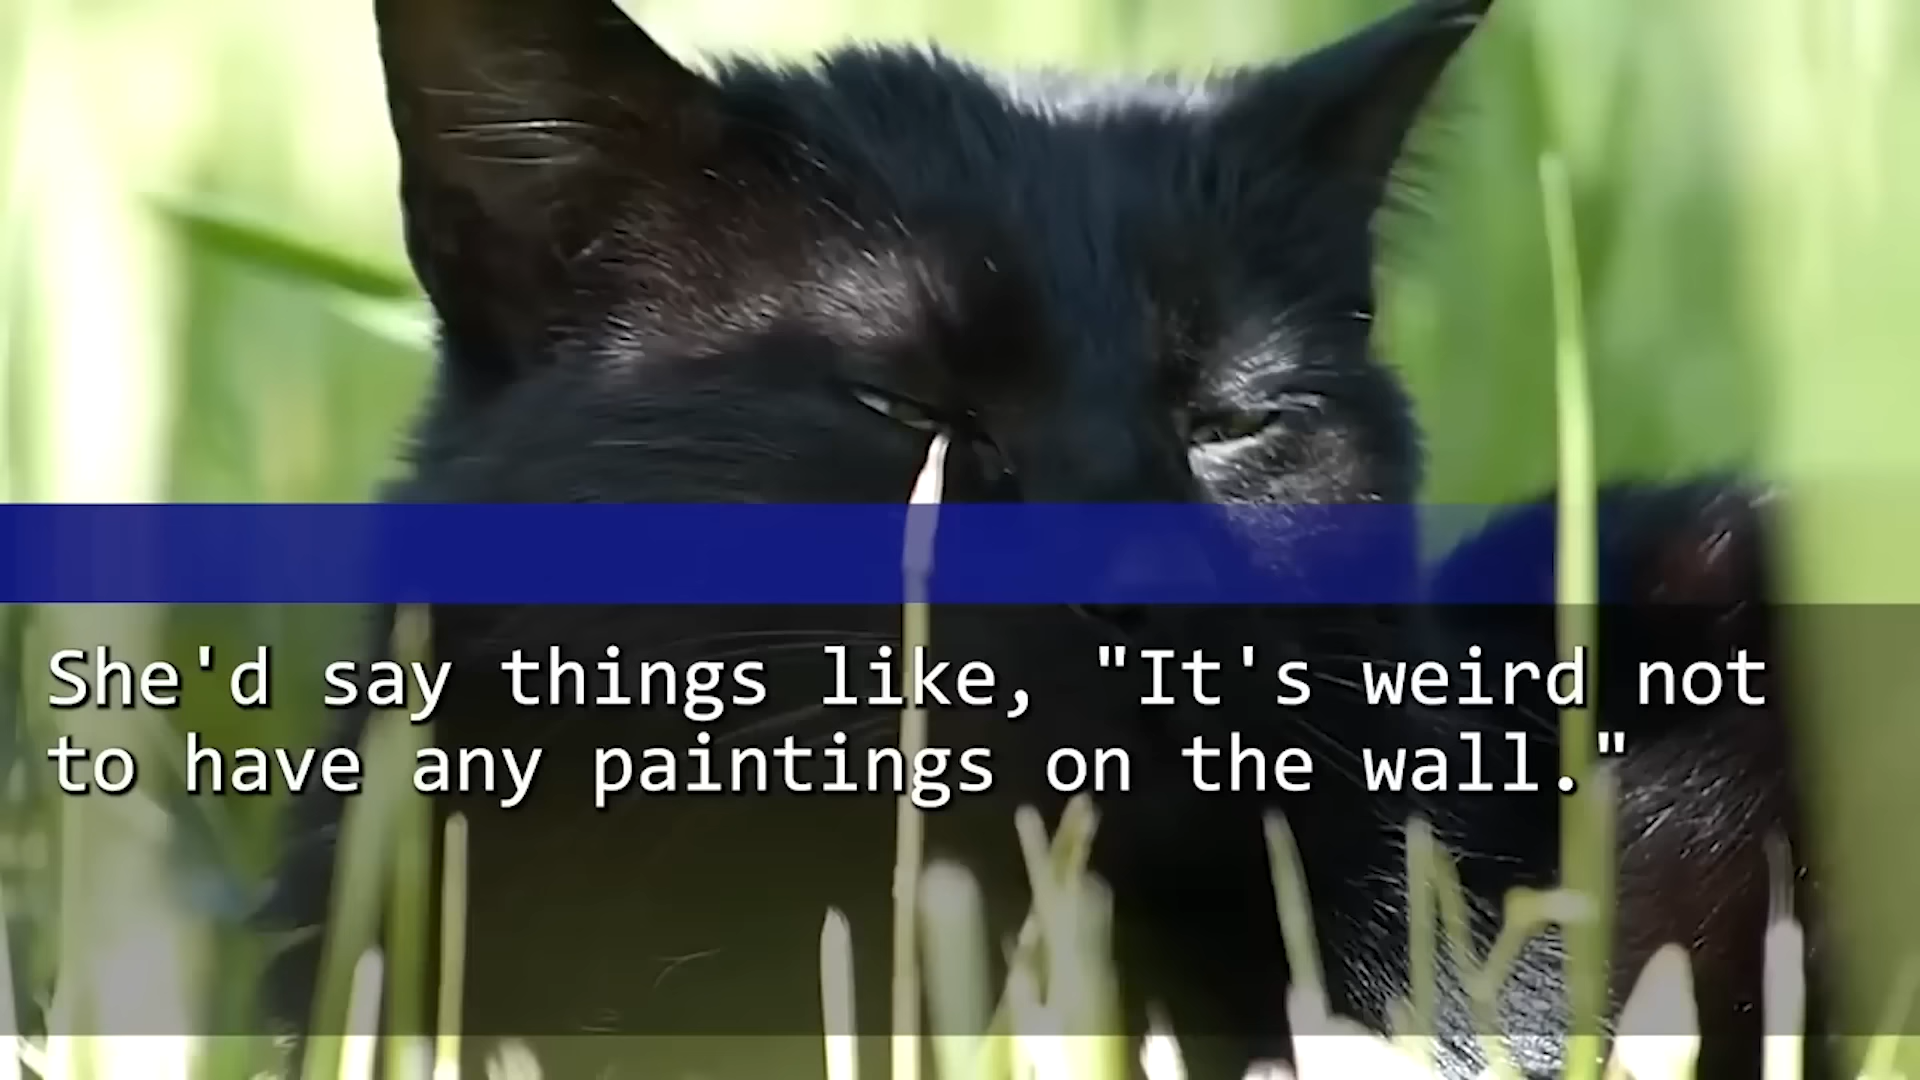 She'd say things like, "It's weird not
to have any paintings on the wall."